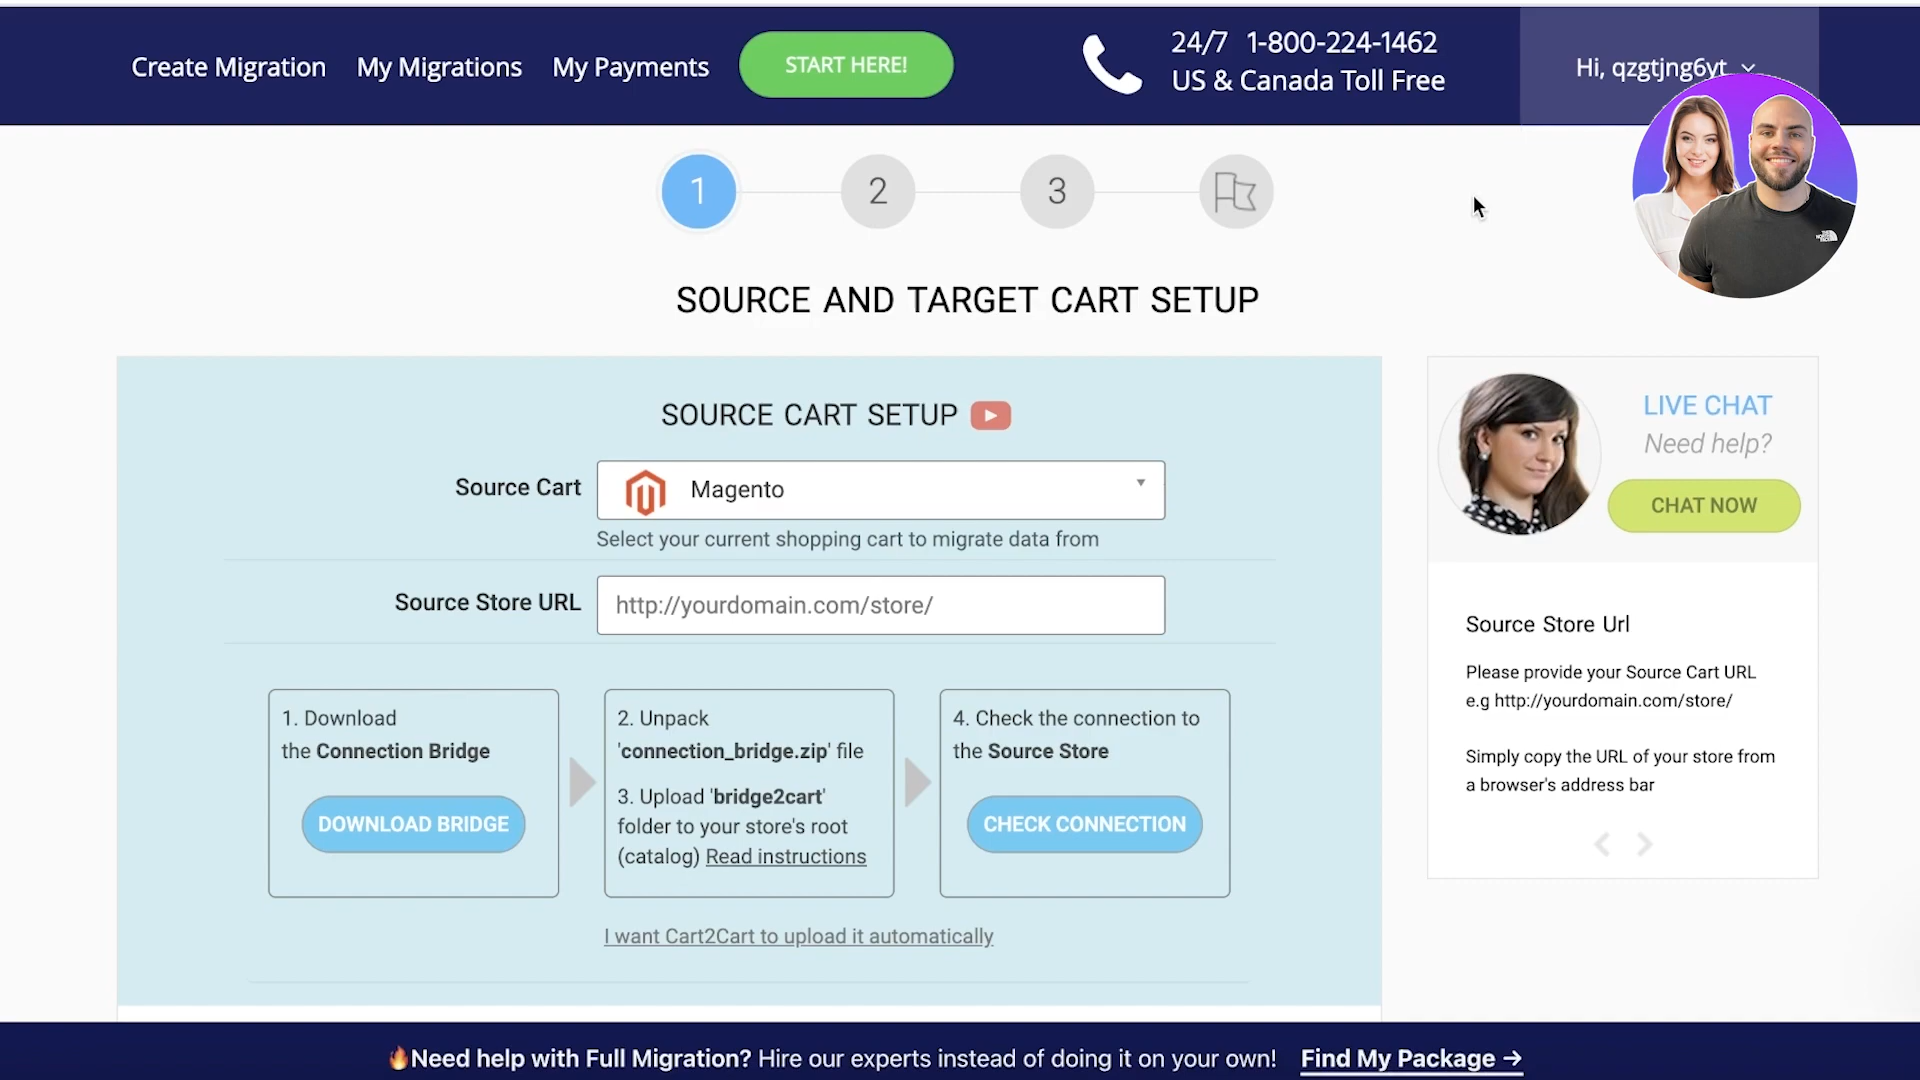 Create Migration
My Migrations
My Payments
START HERE!
24/7 1-800-224-1462
US & Canada Toll Free
Hi, qzgtjng6yt
1
2
3
SOURCE AND TARGET CART SETUP
SOURCE CART SETUP
Source Cart
Magento
Select your current shopping cart to migrate data from
Source Store URL
http://yourdomain.com/store/
1. Download
the Connection Bridge
DOWNLOAD BRIDGE
2. Unpack
'connection_bridge.zip' file
3. Upload 'bridge2cart'
folder to your store's root
(catalog) Read instructions
4. Check the connection to
the Source Store
CHECK CONNECTION
I want Cart2Cart to upload it automatically
LIVE CHAT
Need help?
CHAT NOW
Source Store Url
Please provide your Source Cart URL
e.g http://yourdomain.com/store/
Simply copy the URL of your store from
a browser's address bar
🔥Need help with Full Migration? Hire our experts instead of doing it on your own! Find My Package →